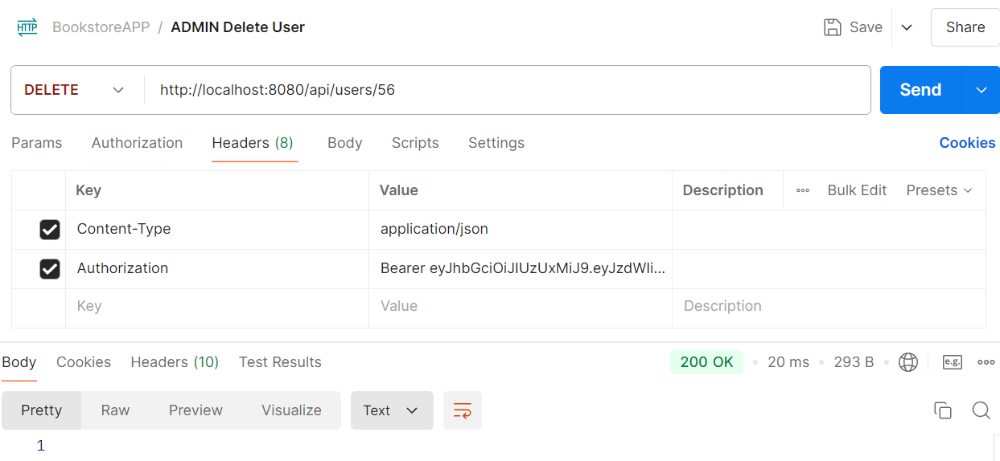 HTTP BookstoreAPP / ADMIN Delete User Save Share
DELETE http://localhost:8080/api/users/56 Send
Params Authorization Headers (8) Body Scripts Settings Cookies
Key Value Description Bulk Edit Presets
Content-Type application/json
Authorization Bearer eyJhbGciOiJIUzUxMiJ9.eyJzdWIi...
Key Value Description
Body Cookies Headers (10) Test Results 200 OK 20 ms 293 B e.g.
Pretty Raw Preview Visualize Text
1